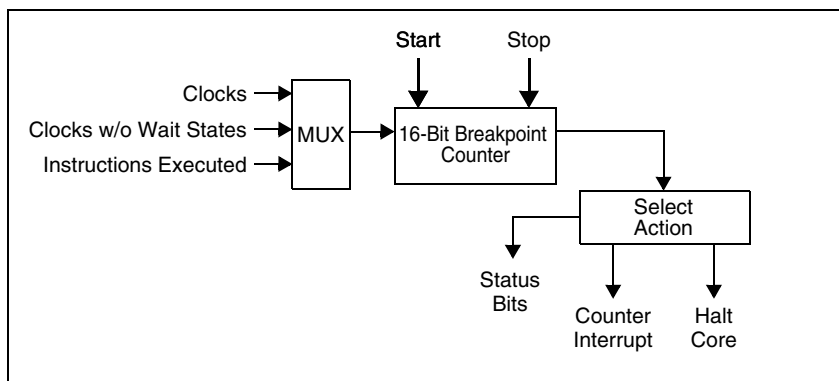 Start
Stop
Clocks
Clocks w/o Wait States
Instructions Executed
MUX
16-Bit Breakpoint
Counter
Select
Action
Status
Bits
Counter
Interrupt
Halt
Core